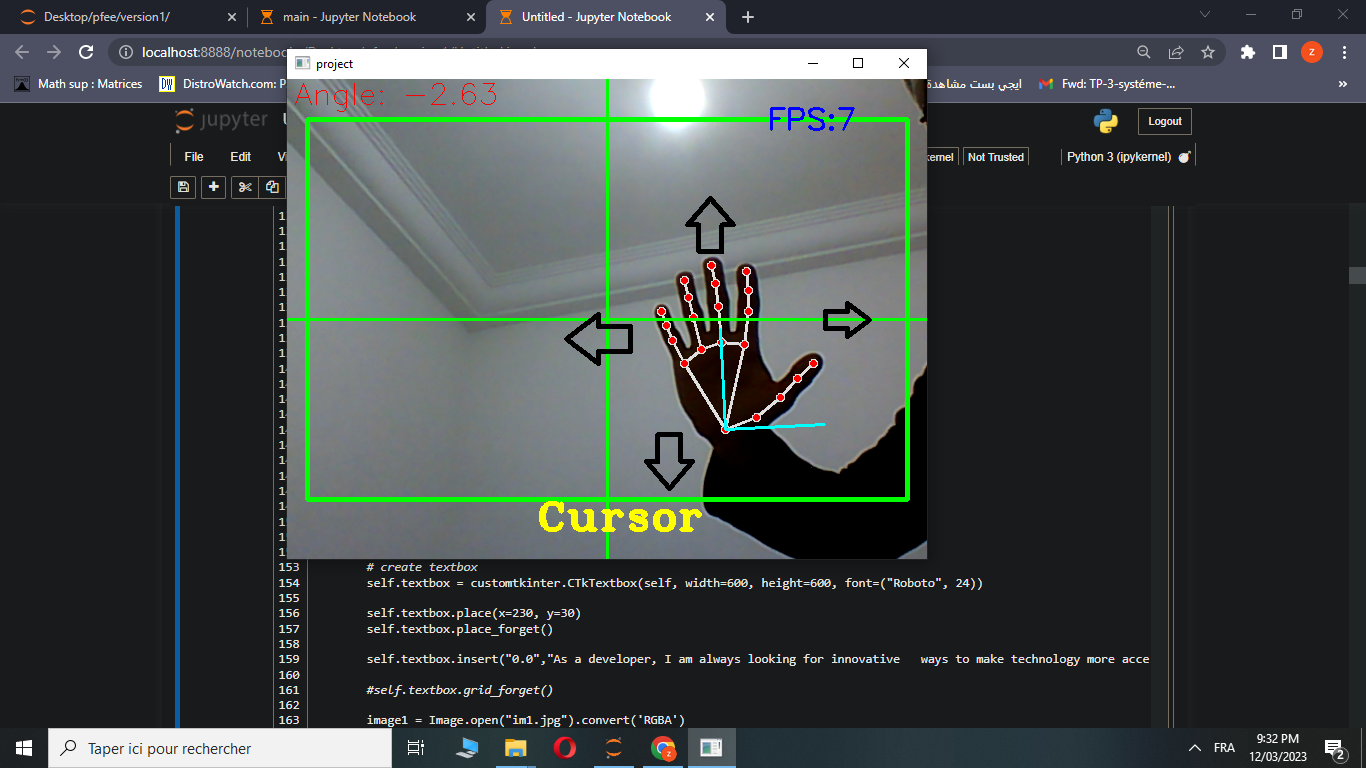 Desktop/pfee/version1/
main - Jupyter Notebook
Untitled - Jupyter Notebook
localhost:8888/notebook
z
Math sup : Matrices
DW
DistroWatch.com: P
ايجي بست مشاهدة
Fwd: TP-3-systéme-...
»
project
Angle: -2.63
FPS:7
jupyter
Logout
File
Edit
Not Trusted
Python 3 (ipykernel)
Cursor
153 # create textbox
154 self.textbox = customtkinter.CTkTextbox(self, width=600, height=600, font=("Roboto", 24))
155
156 self.textbox.place(x=230, y=30)
157 self.textbox.place_forget()
158
159 self.textbox.insert("0.0","As a developer, I am always looking for innovative   ways to make technology more acce
160
161 #self.textbox.grid_forget()
162
163 image1 = Image.open("im1.jpg").convert('RGBA')
Taper ici pour rechercher
FRA
9:32 PM
12/03/2023
2